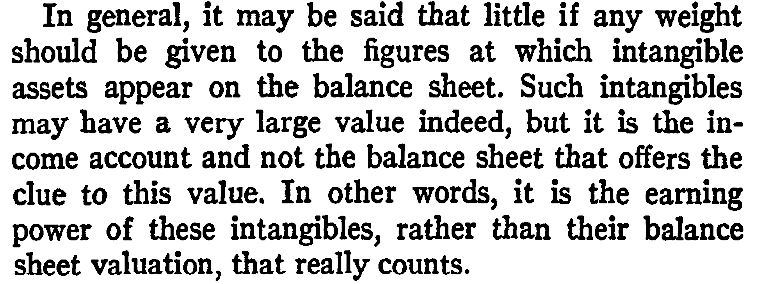 In general, it may be said that little if any weight
should be given to the figures at which intangible
assets appear on the balance sheet. Such intangibles
may have a very large value indeed, but it is the in-
come account and not the balance sheet that offers the
clue to this value. In other words, it is the earning
power of these intangibles, rather than their balance
sheet valuation, that really counts.